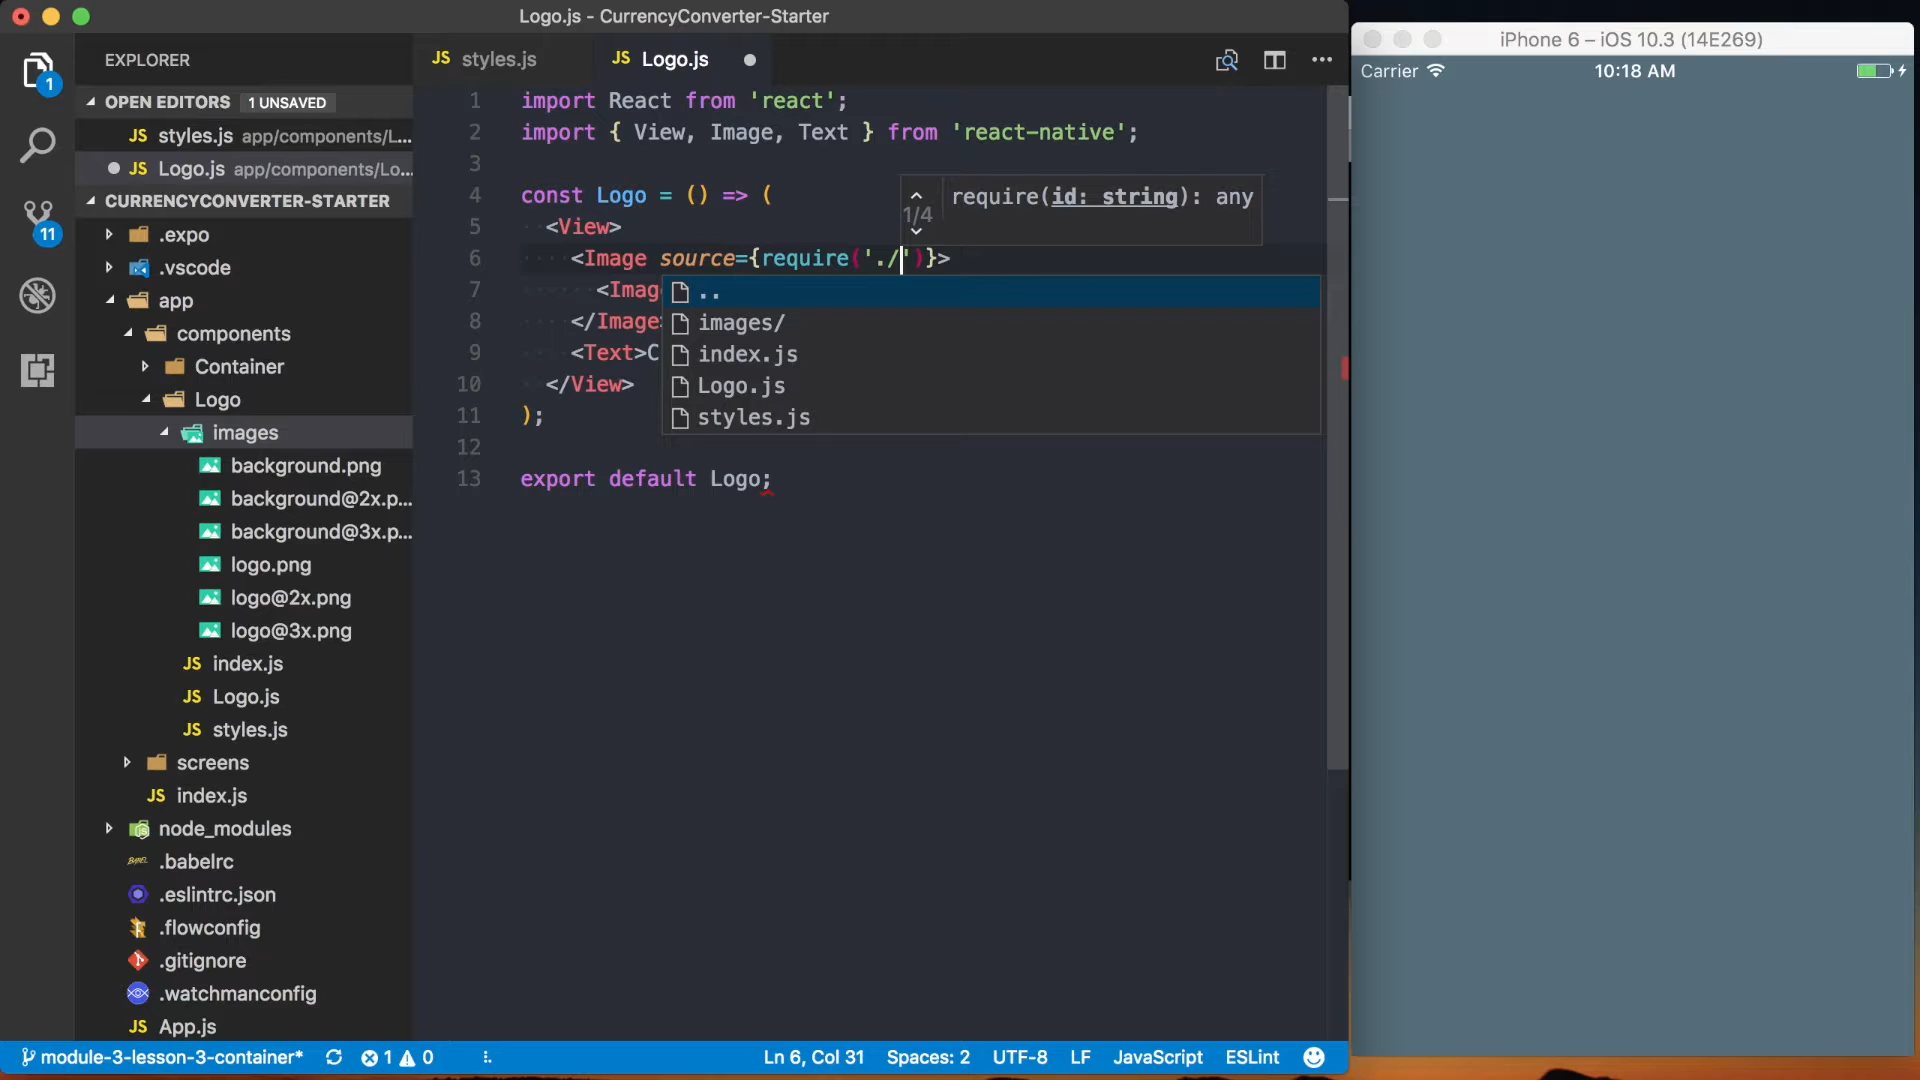 Logo.js - CurrencyConverter-Starter
iPhone 6 – iOS 10.3 (14E269)
Carrier
10:18 AM
1
11
EXPLORER
OPEN EDITORS 1 UNSAVED
JS styles.js app/components/L...
JS Logo.js app/components/Lo...
CURRENCYCONVERTER-STARTER
.expo
.vscode
app
components
Container
Logo
images
background.png
background@2x.p...
background@3x.p...
logo.png
logo@2x.png
logo@3x.png
JS index.js
JS Logo.js
JS styles.js
screens
JS index.js
node_modules
.babelrc
.eslintrc.json
.flowconfig
.gitignore
.watchmanconfig
JS App.js
JS styles.js
JS Logo.js
1 import React from 'react';
2 import { View, Image, Text } from 'react-native';
3
4 const Logo = () => (
5 <View>
6 <Image source={require('./')}>
7 <Imag
8 </Image
9 <Text>C
10 </View>
11 );
12
13 export default Logo;
1/4
require(id: string): any
..
images/
index.js
Logo.js
styles.js
module-3-lesson-3-container* 1 0
Ln 6, Col 31 Spaces: 2 UTF-8 LF JavaScript ESLint